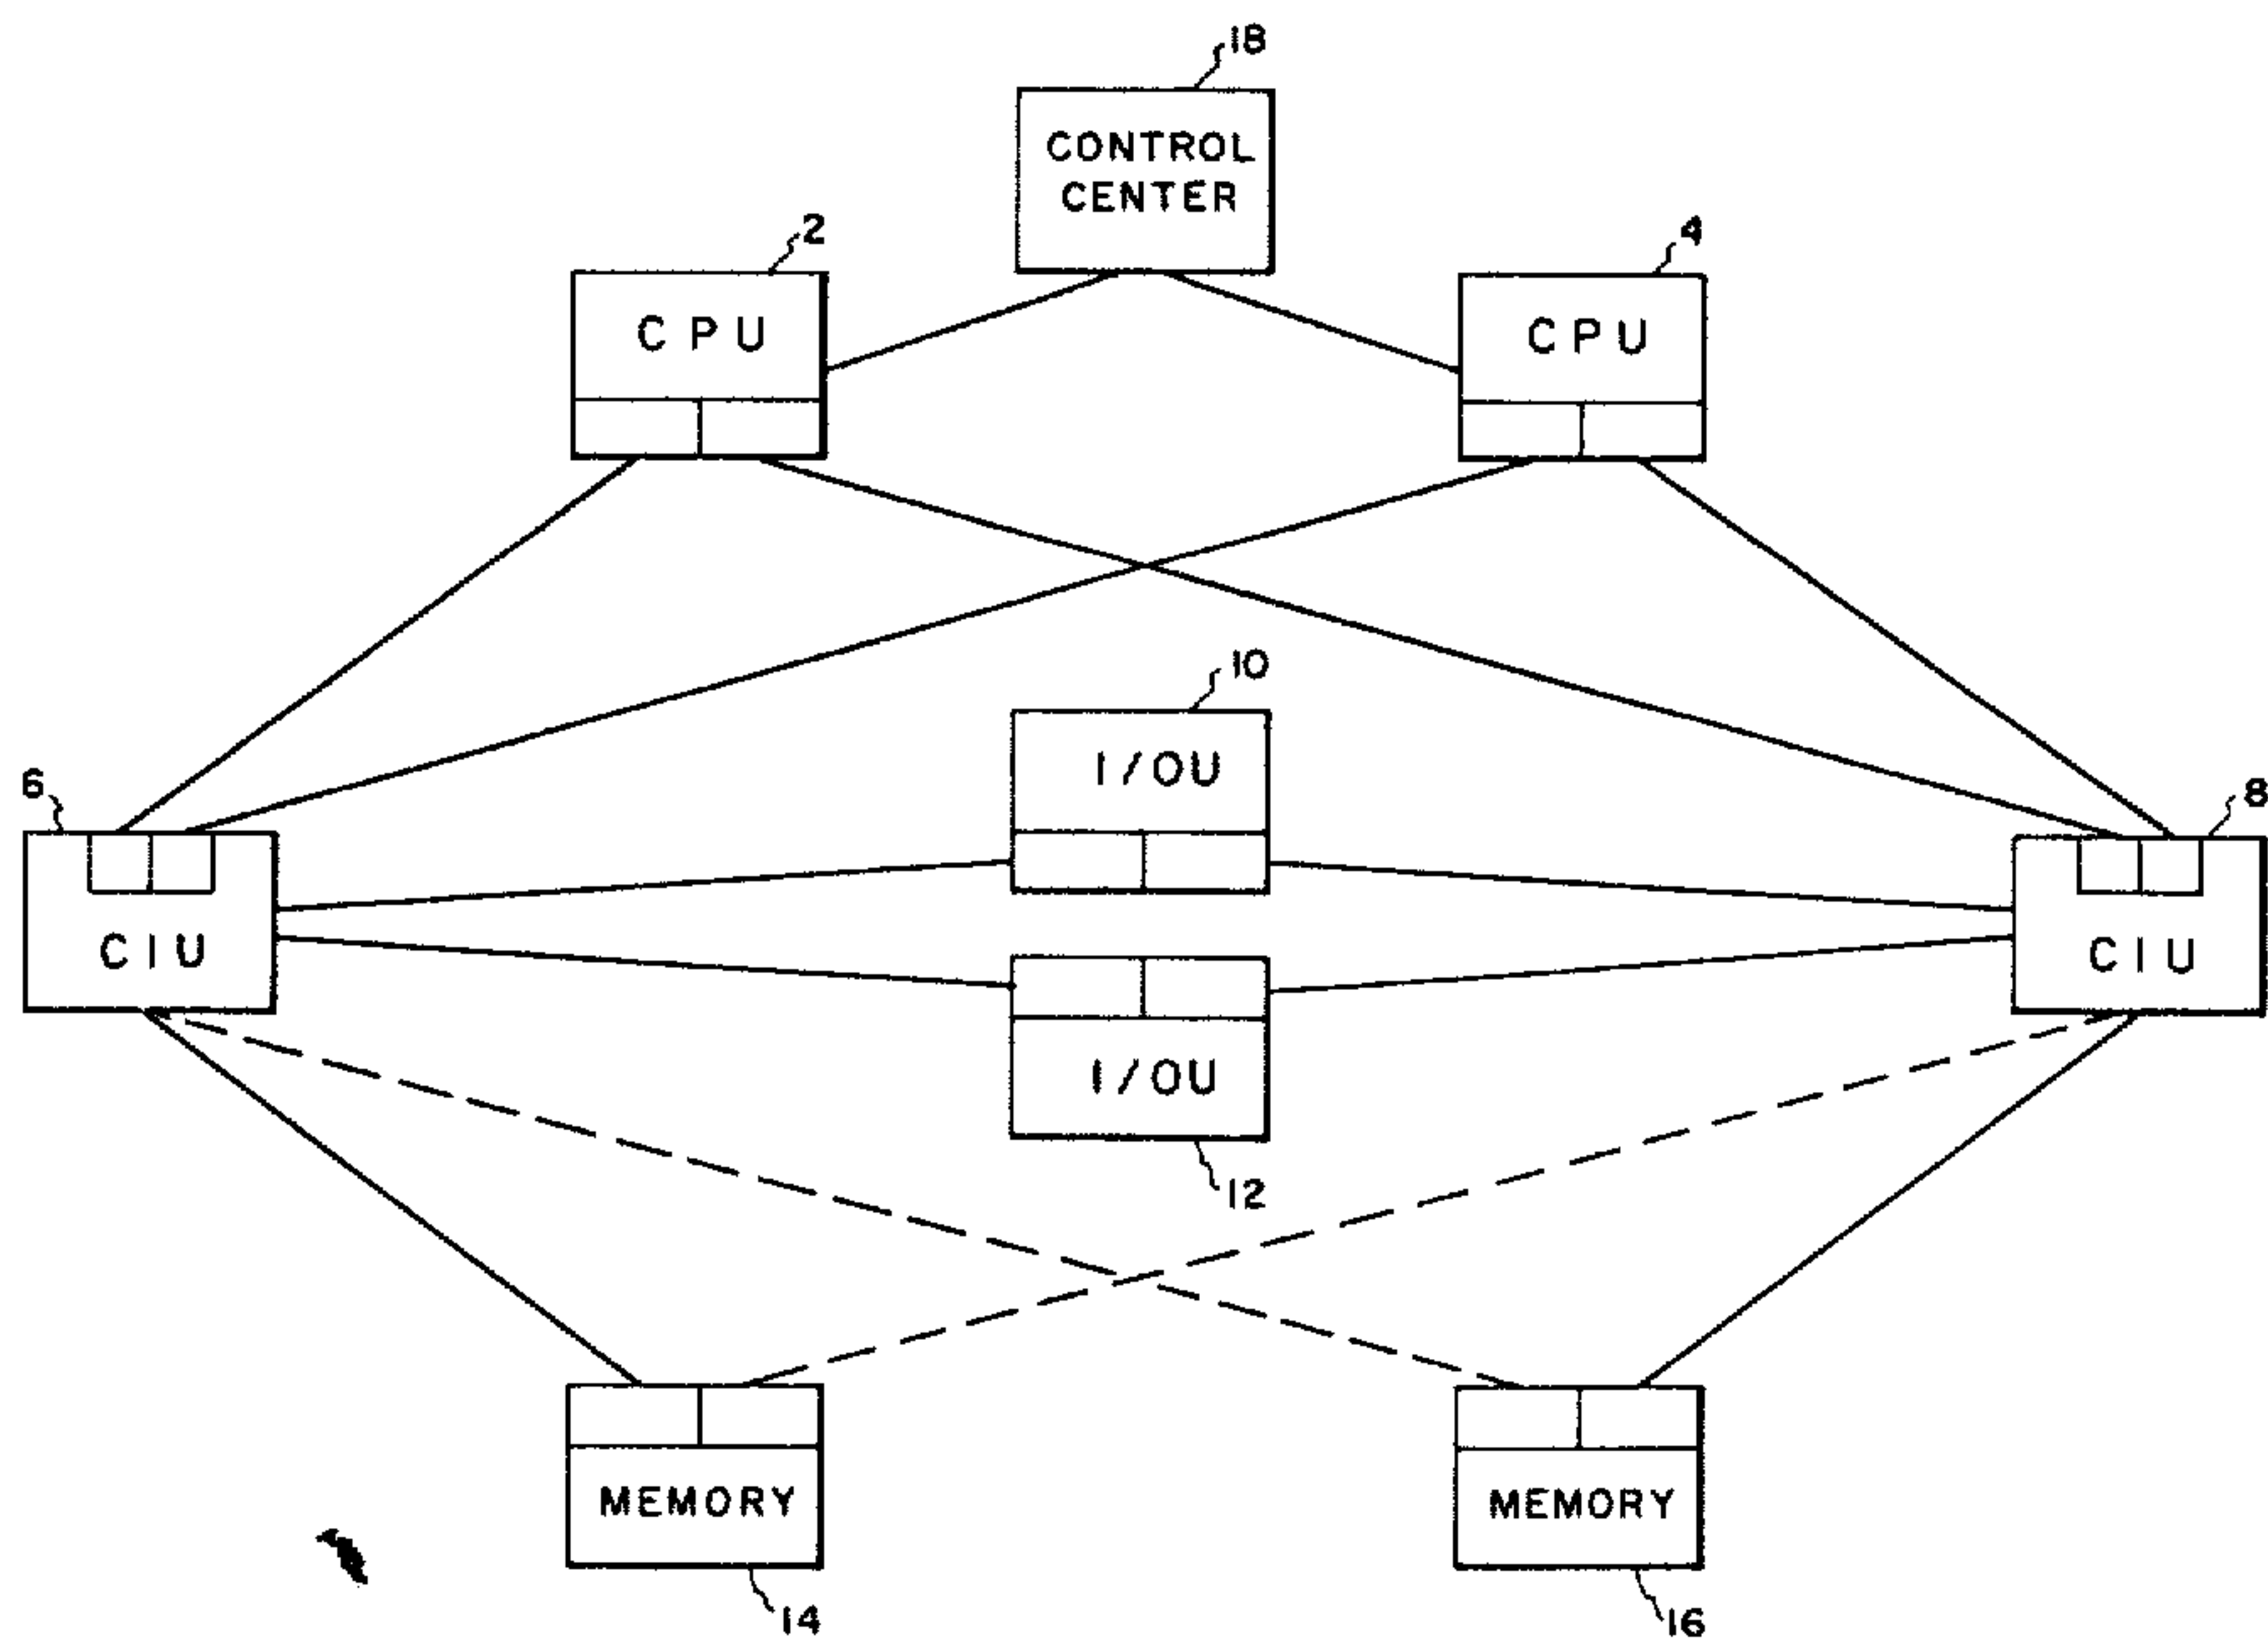 18
CONTROL
CENTER
2
CPU
4
CPU
10
I/OU
6
CIU
8
CIU
I/OU
12
MEMORY
14
MEMORY
16